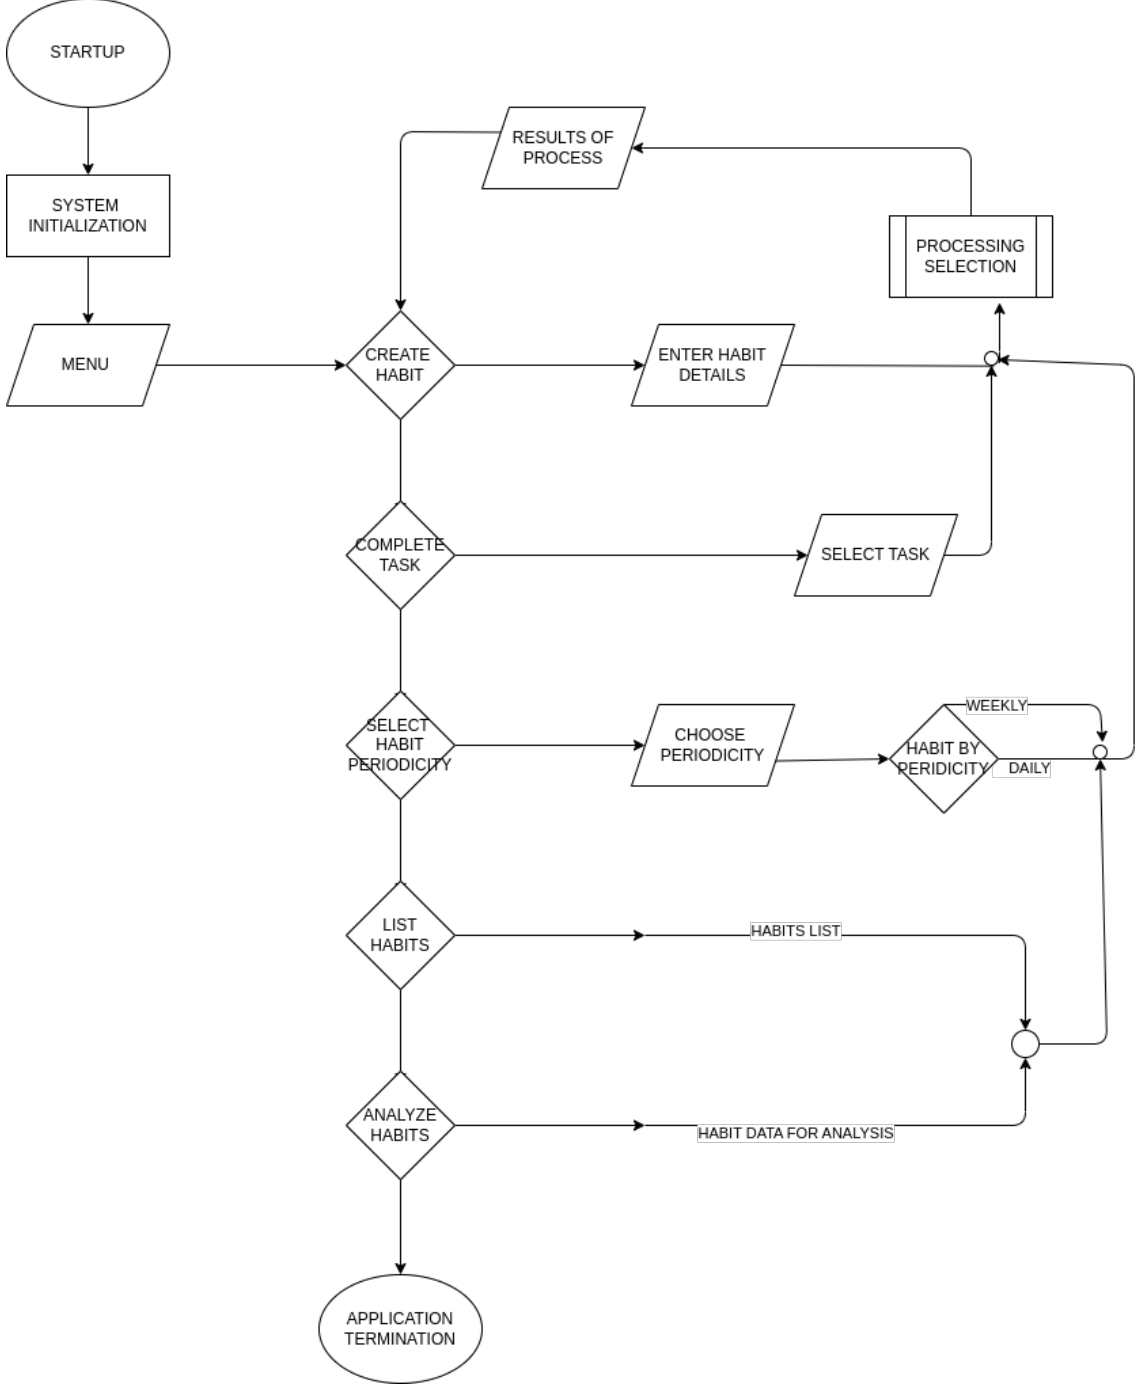 STARTUP
RESULTS OF
PROCESS
SYSTEM
INITIALIZATION
PROCESSING
SELECTION
MENU
CREATE
HABIT
ENTER HABIT
DETAILS
COMPLETE
TASK
SELECT TASK
SELECT
HABIT
PERIODICITY
CHOOSE
PERIODICITY
WEEKLY
HABIT BY
PERIDICITY
DAILY
LIST
HABITS
HABITS LIST
ANALYZE
HABITS
HABIT DATA FOR ANALYSIS
APPLICATION
TERMINATION